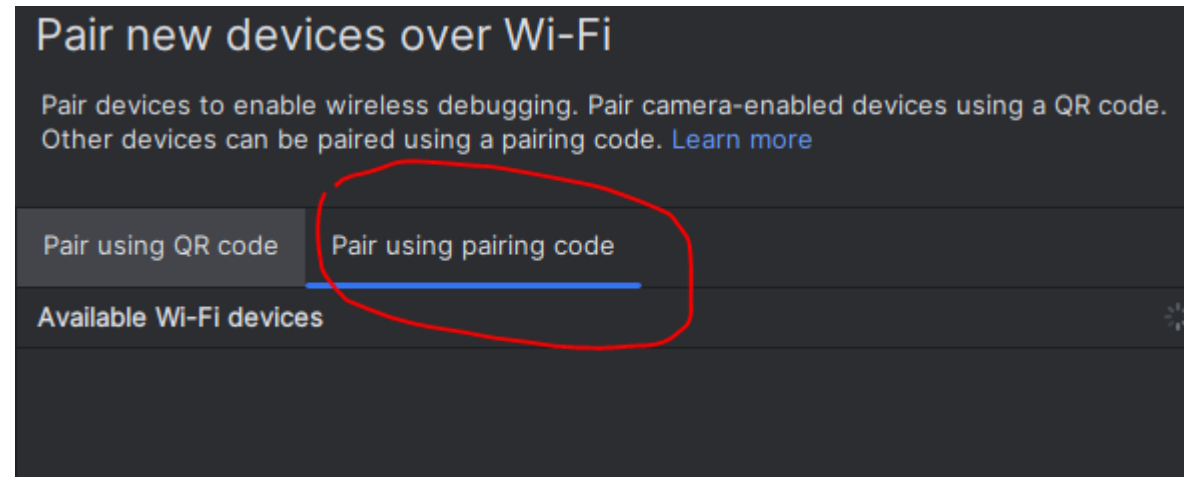 Pair new devices over Wi-Fi
Pair devices to enable wireless debugging. Pair camera-enabled devices using a QR code.
Other devices can be paired using a pairing code. Learn more
Pair using QR code
Pair using pairing code
Available Wi-Fi devices